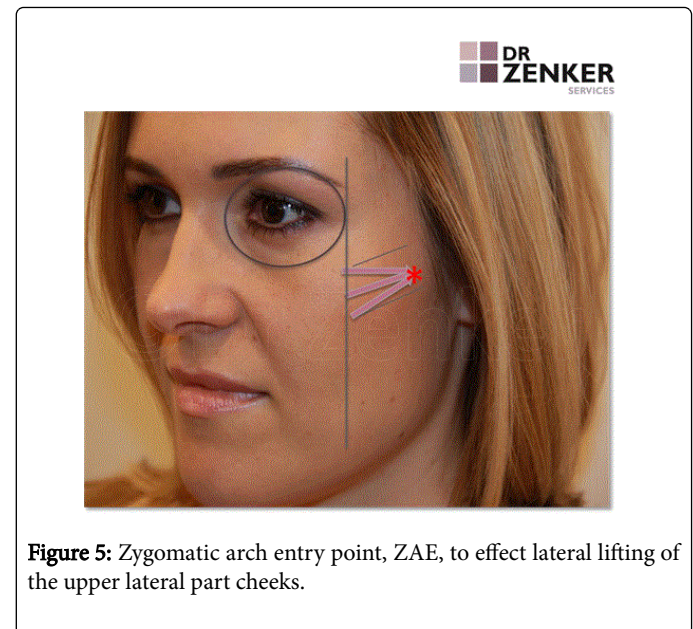 DR
ZENKER
SERVICES
Figure 5: Zygomatic arch entry point, ZAE, to effect lateral lifting of
the upper lateral part cheeks.